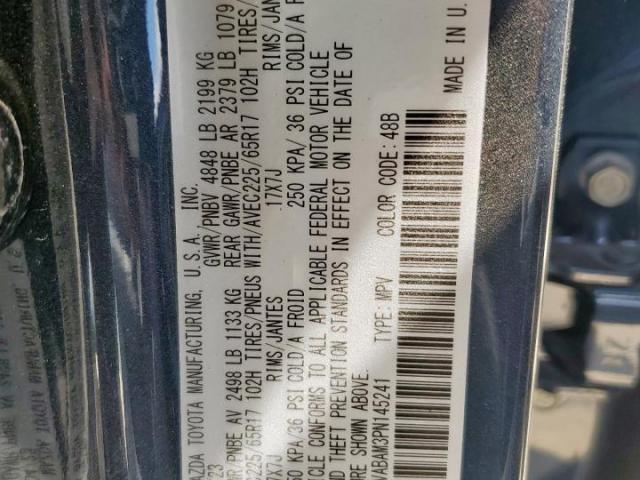 AZDA TOYOTA MANUFACTURING, U.S.A. INC.
23 GVWR/PNBV 4848 LB 2199 KG
R/PNBE AV 2498 LB 1133 KG REAR GAWR/PNBE AR 2379 LB 1079
225/65R17 102H TIRES/PNEUS WITH/AVEC225/65R17 102H TIRES/
7X7J RIMS/JANTES 17X7J RIMS/JANTES
50 KPA/36 PSI COLD/A FROID 250 KPA/ 36 PSI COLD/A F
ICLE CONFORMS TO ALL APPLICABLE FEDERAL MOTOR VEHICLE
ND THEFT PREVENTION STANDARDS IN EFFECT ON THE DATE OF
RE SHOWN ABOVE.
VABAM3PN145241 TYPE: MPV COLOR CODE: 48B
MADE IN U.